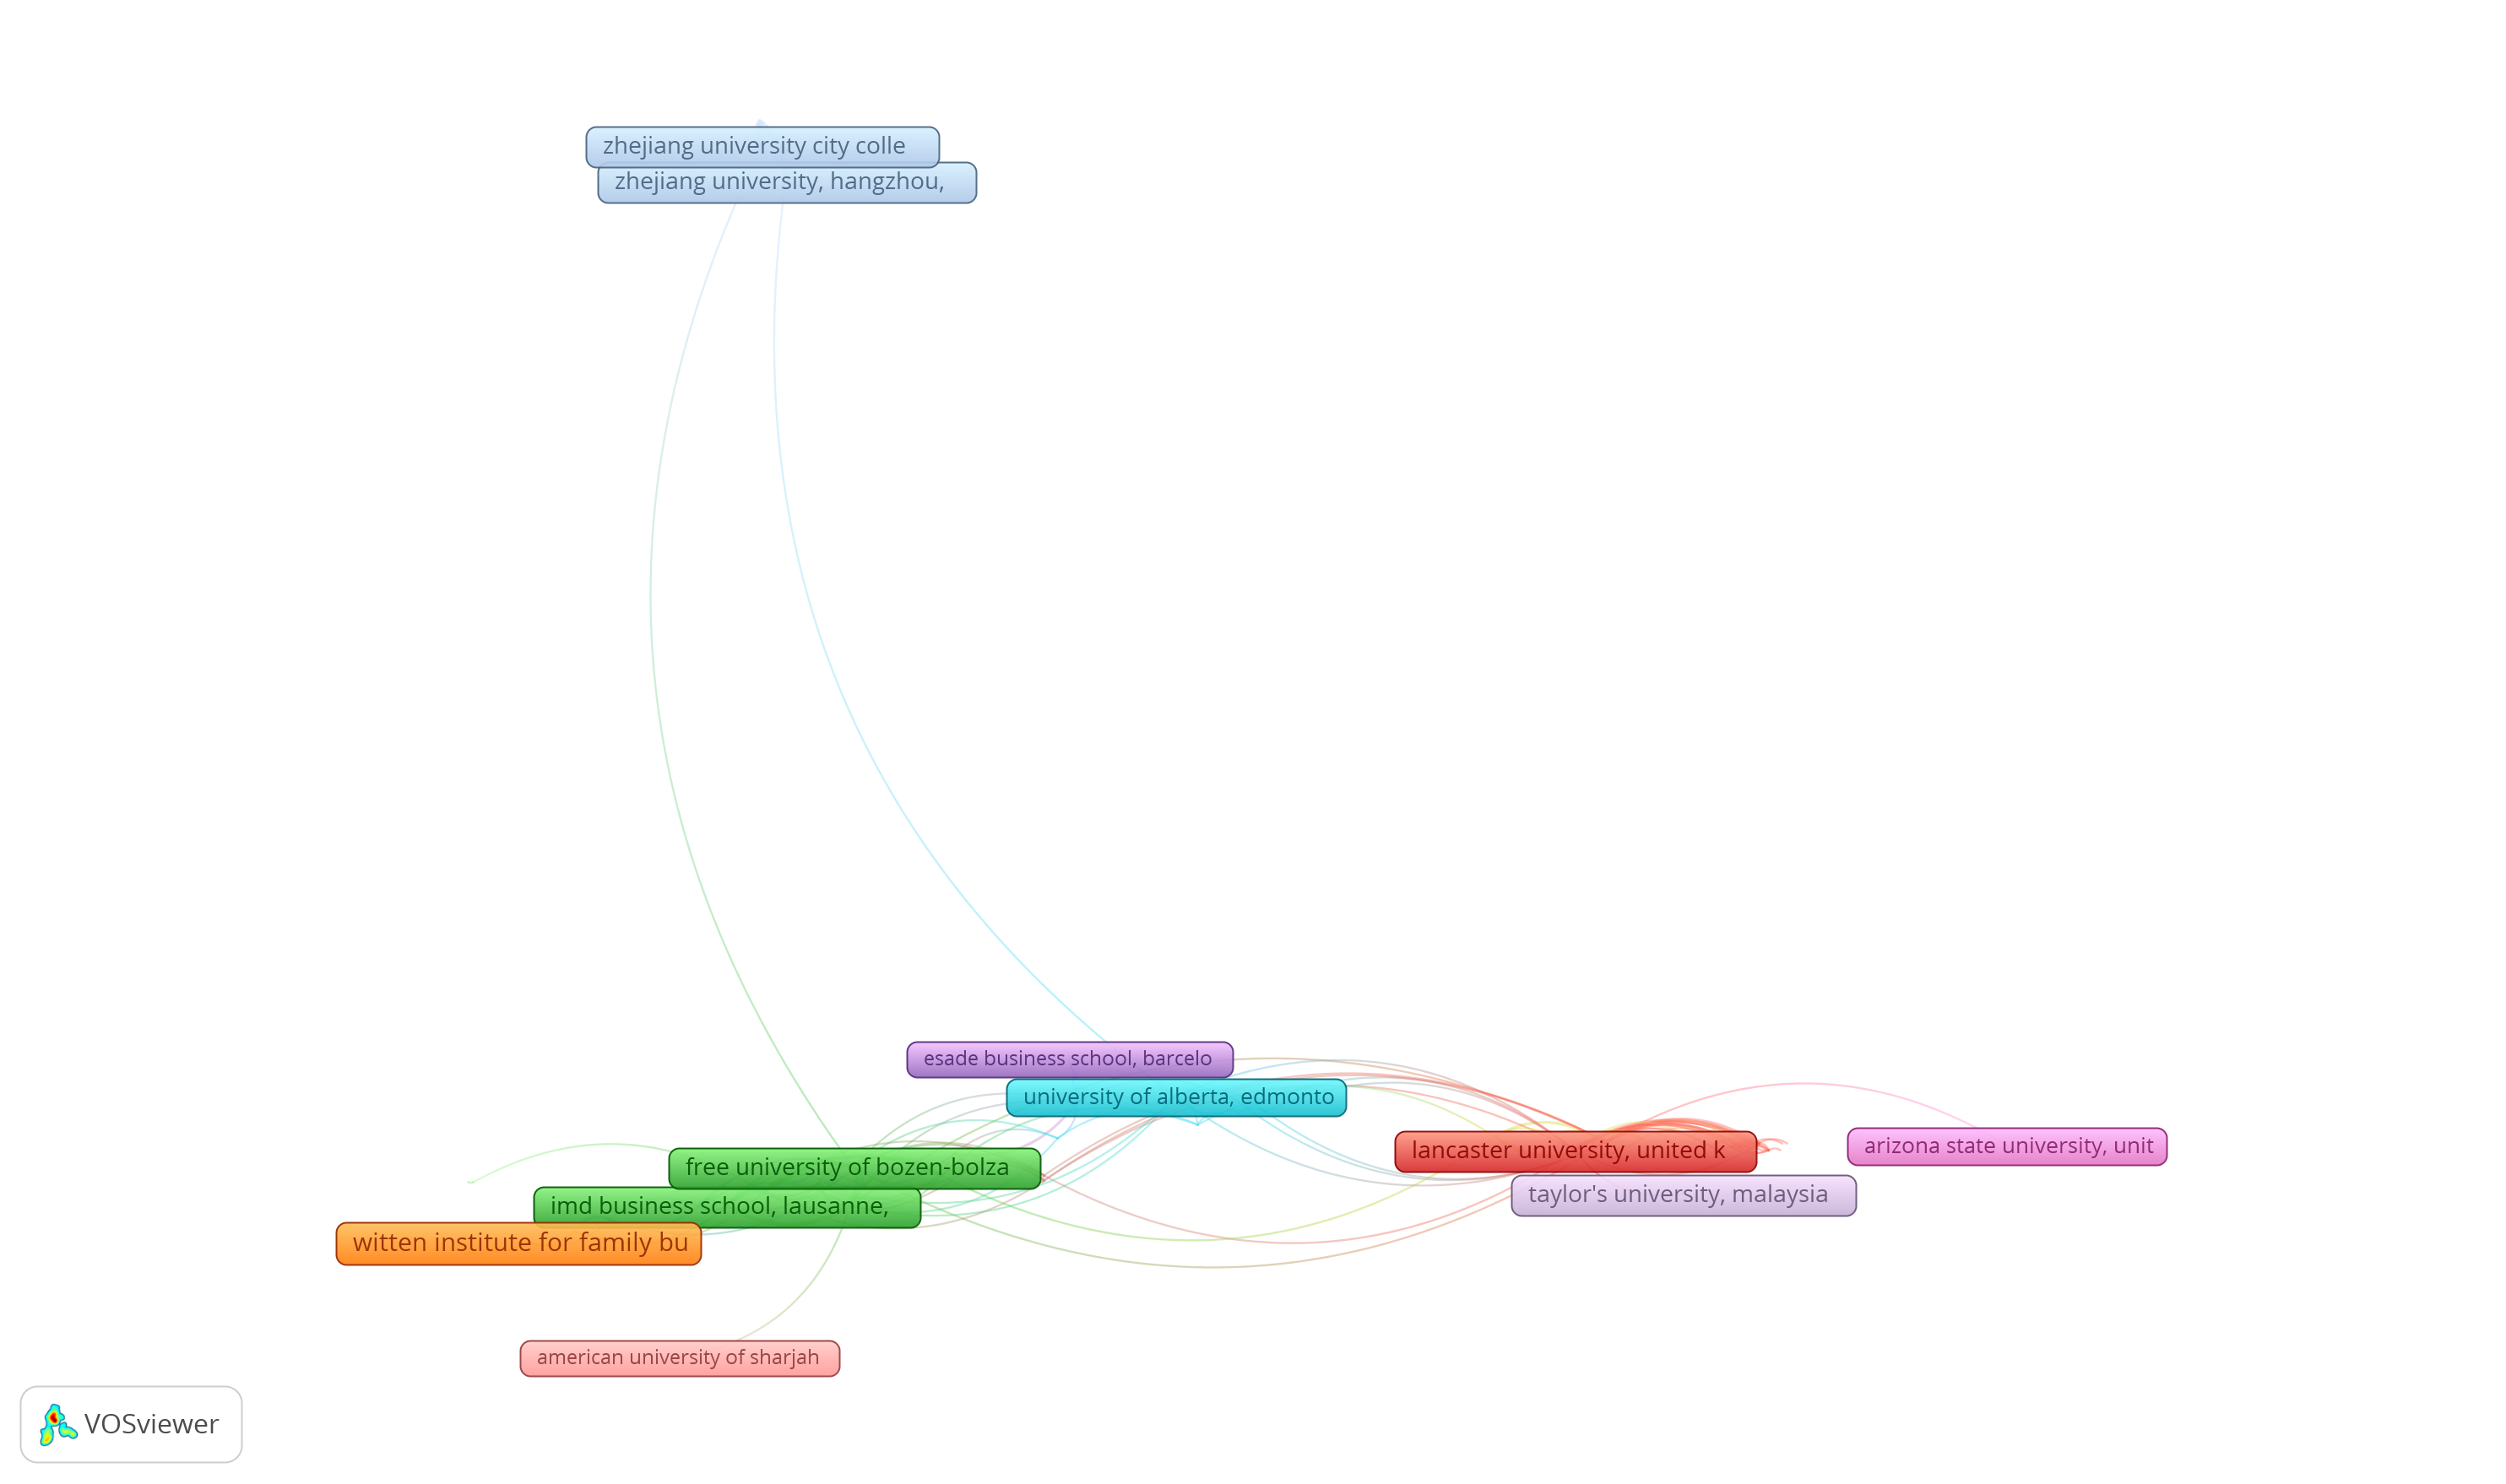 zhejiang university city colle
zhejiang university, hangzhou,
esade business school, barcelo
university of alberta, edmonto
lancaster university, united k
arizona state university, unit
free university of bozen-bolza
taylor's university, malaysia
imd business school, lausanne,
witten institute for family bu
american university of sharjah
VOSviewer